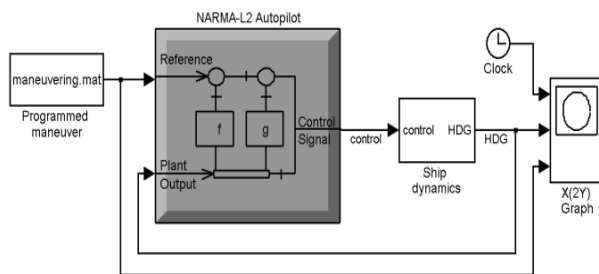 NARMA-L2 Autopilot
maneuvering.mat
Programmed
maneuver
Reference
f
g
Control
Signal
Plant
Output
control
control
HDG
Ship
dynamics
HDG
Clock
X(2Y)
Graph